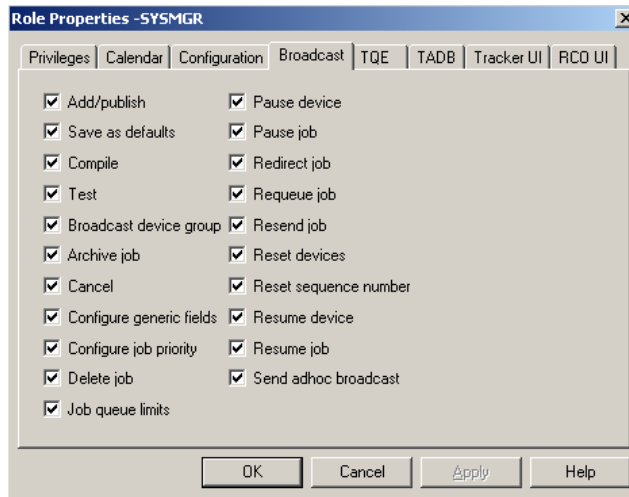 Role Properties -SYSMGR
Privileges Calendar Configuration Broadcast TQE TADB Tracker UI RCO UI
Add/publish
Save as defaults
Compile
Test
Broadcast device group
Archive job
Cancel
Configure generic fields
Configure job priority
Delete job
Job queue limits
Pause device
Pause job
Redirect job
Requeue job
Resend job
Reset devices
Reset sequence number
Resume device
Resume job
Send adhoc broadcast
OK Cancel Apply Help